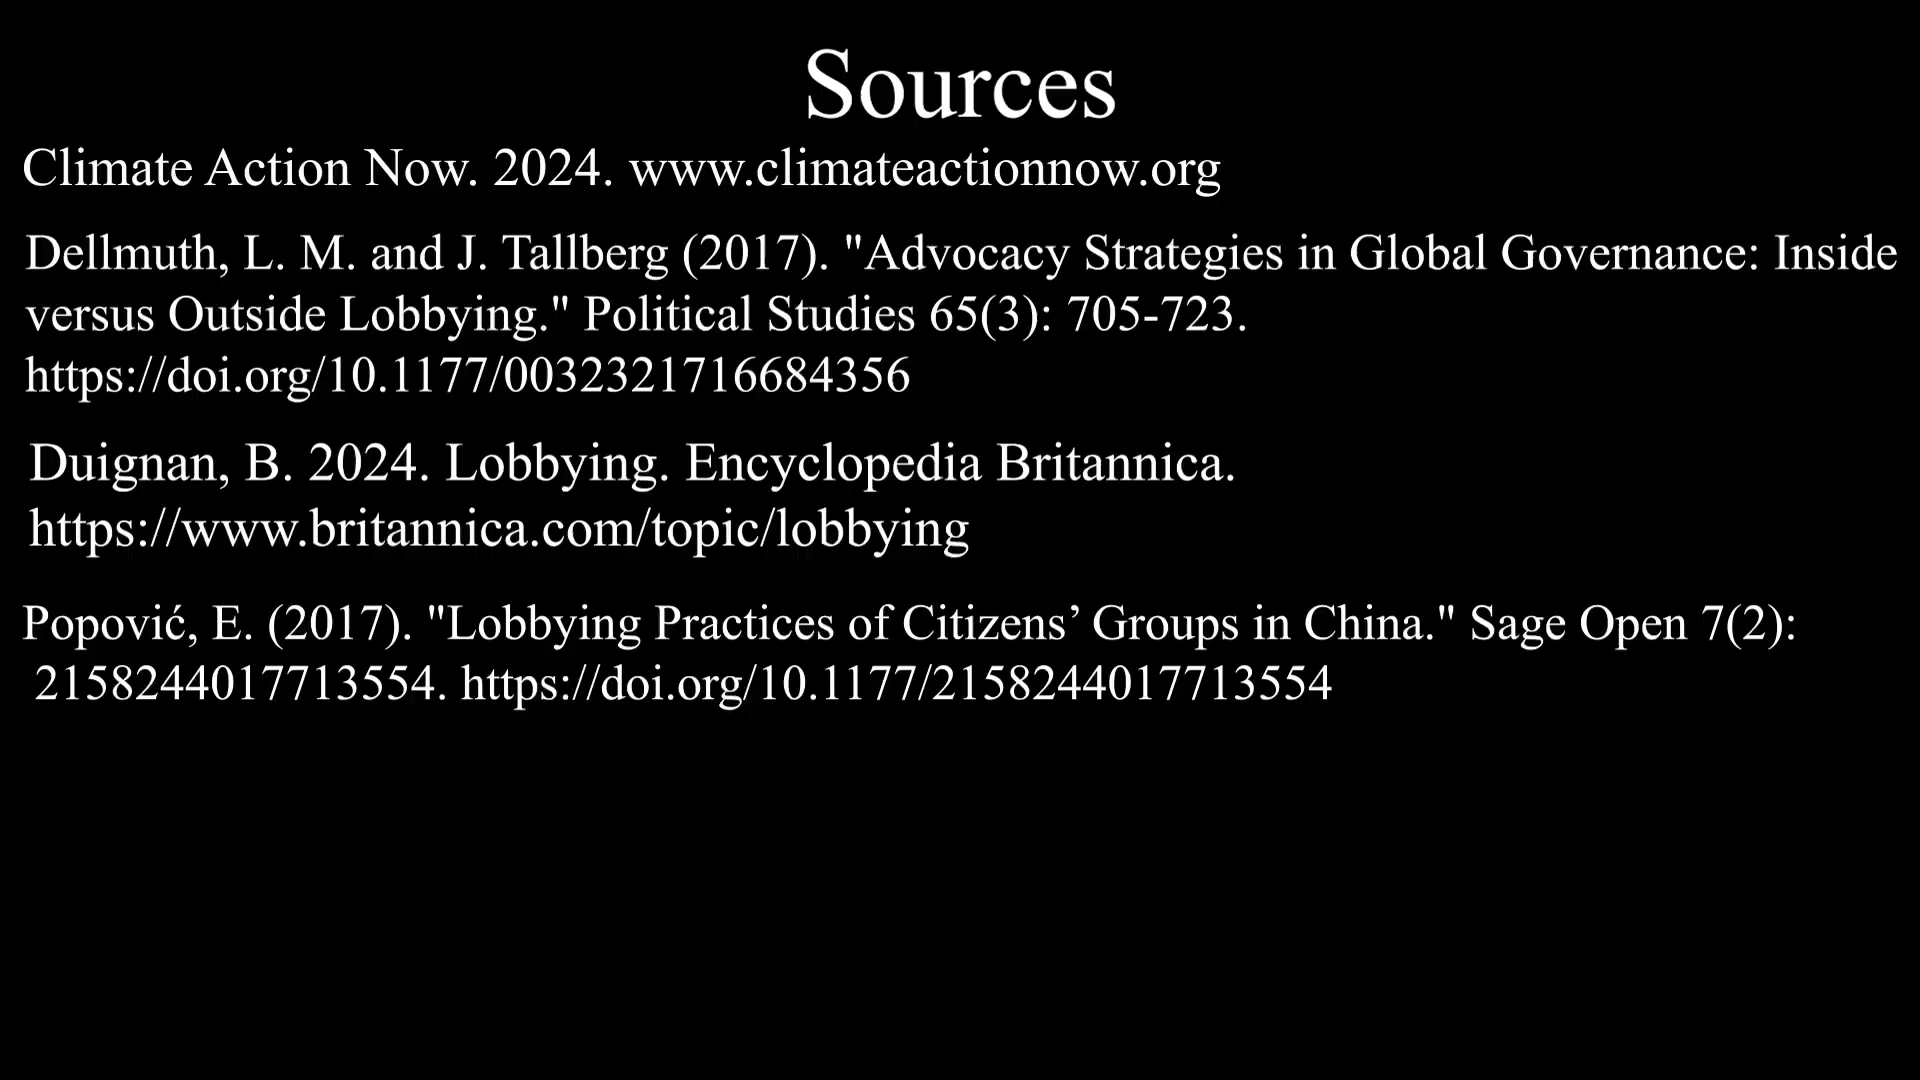 Sources
Climate Action Now. 2024. www.climateactionnow.org
Dellmuth, L. M. and J. Tallberg (2017). "Advocacy Strategies in Global Governance: Inside
versus Outside Lobbying." Political Studies 65(3): 705-723.
https://doi.org/10.1177/0032321716684356
Duignan, B. 2024. Lobbying. Encyclopedia Britannica.
https://www.britannica.com/topic/lobbying
Popović, E. (2017). "Lobbying Practices of Citizens’ Groups in China." Sage Open 7(2):
2158244017713554. https://doi.org/10.1177/2158244017713554